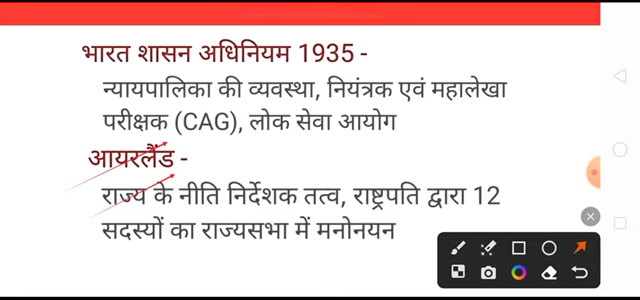 भारत शासन अधिनियम 1935 -
न्यायपालिका की व्यवस्था, नियंत्रक एवं महालेखा
परीक्षक (CAG), लोक सेवा आयोग
आयरलैंड -
राज्य के नीति निर्देशक तत्व, राष्ट्रपति द्वारा 12
सदस्यों का राज्यसभा में मनोनयन